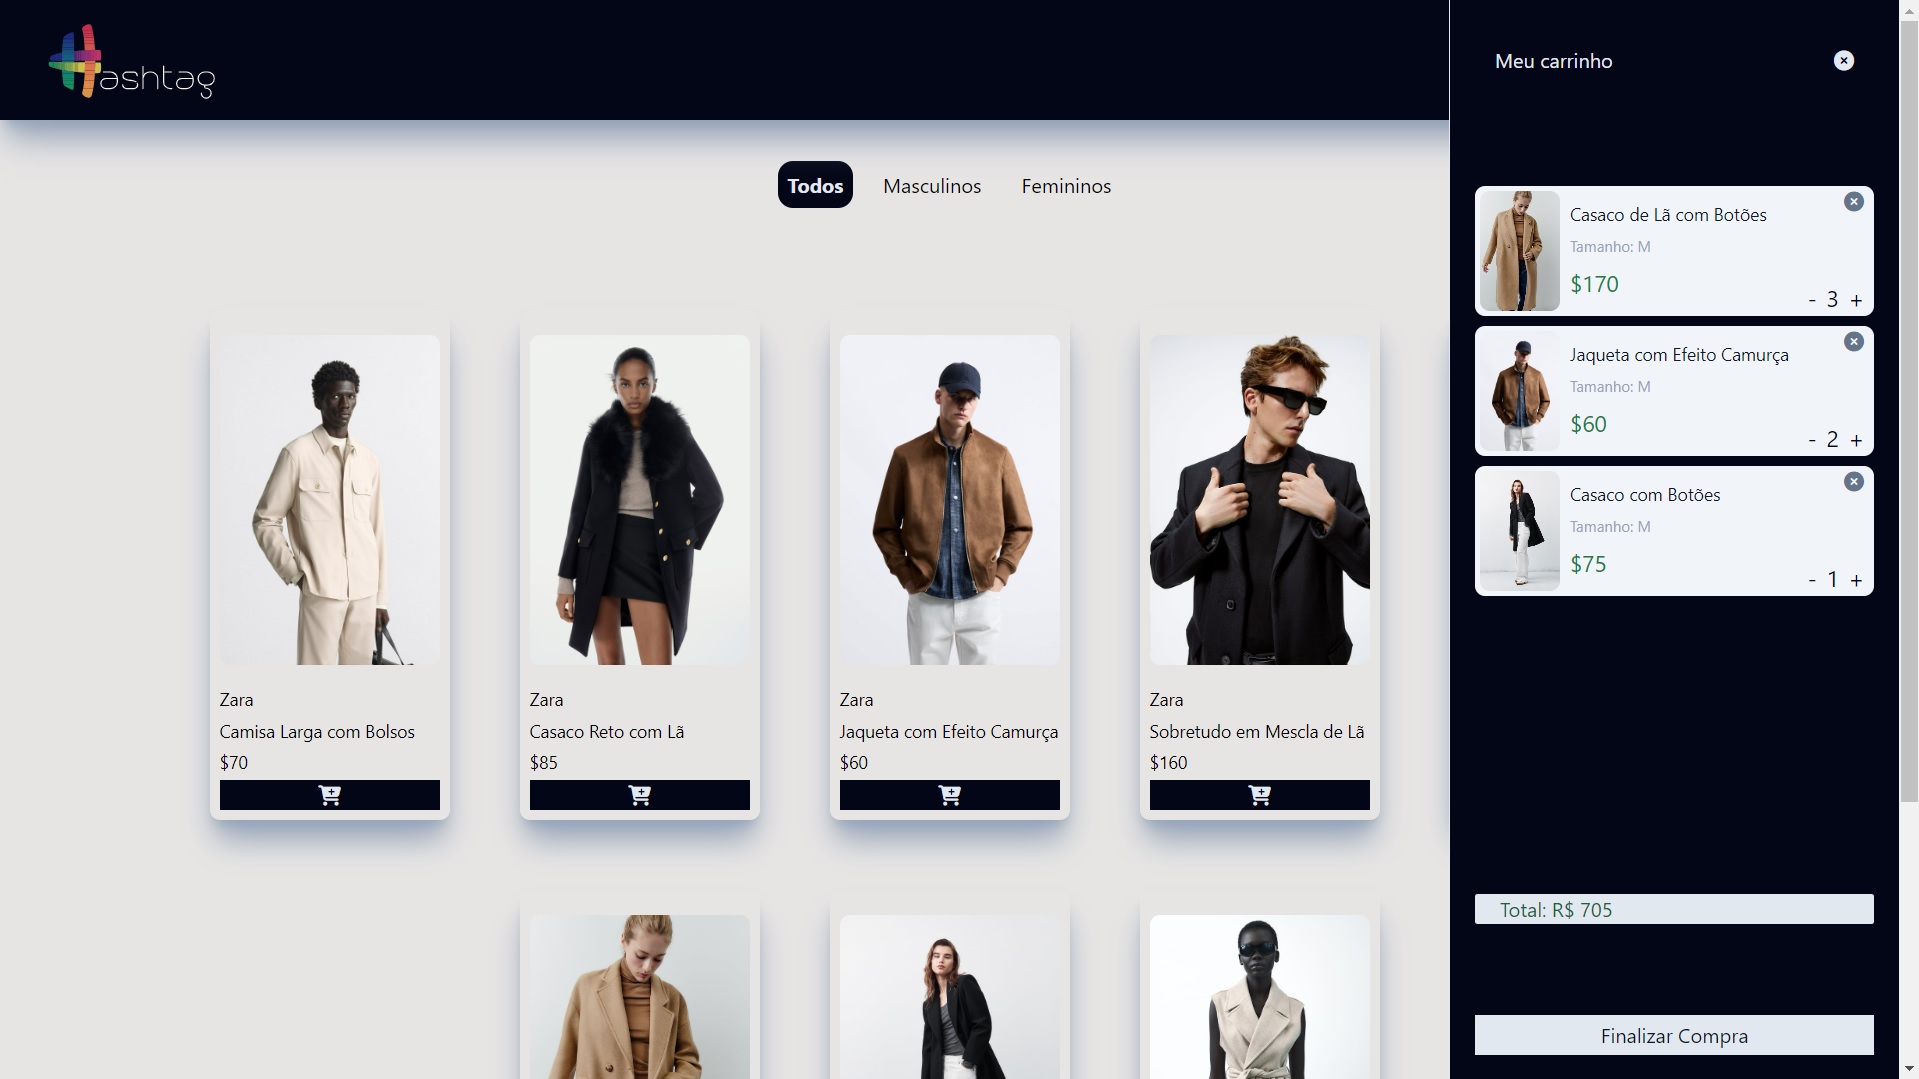 Hashtag
Todos
Masculinos
Femininos
Zara
Camisa Larga com Bolsos
$70
Zara
Casaco Reto com Lã
$85
Zara
Jaqueta com Efeito Camurça
$60
Zara
Sobretudo em Mescla de Lã
$160
Meu carrinho
Casaco de Lã com Botões
Tamanho: M
$170
- 3 +
Jaqueta com Efeito Camurça
Tamanho: M
$60
- 2 +
Casaco com Botões
Tamanho: M
$75
- 1 +
Total: R$ 705
Finalizar Compra